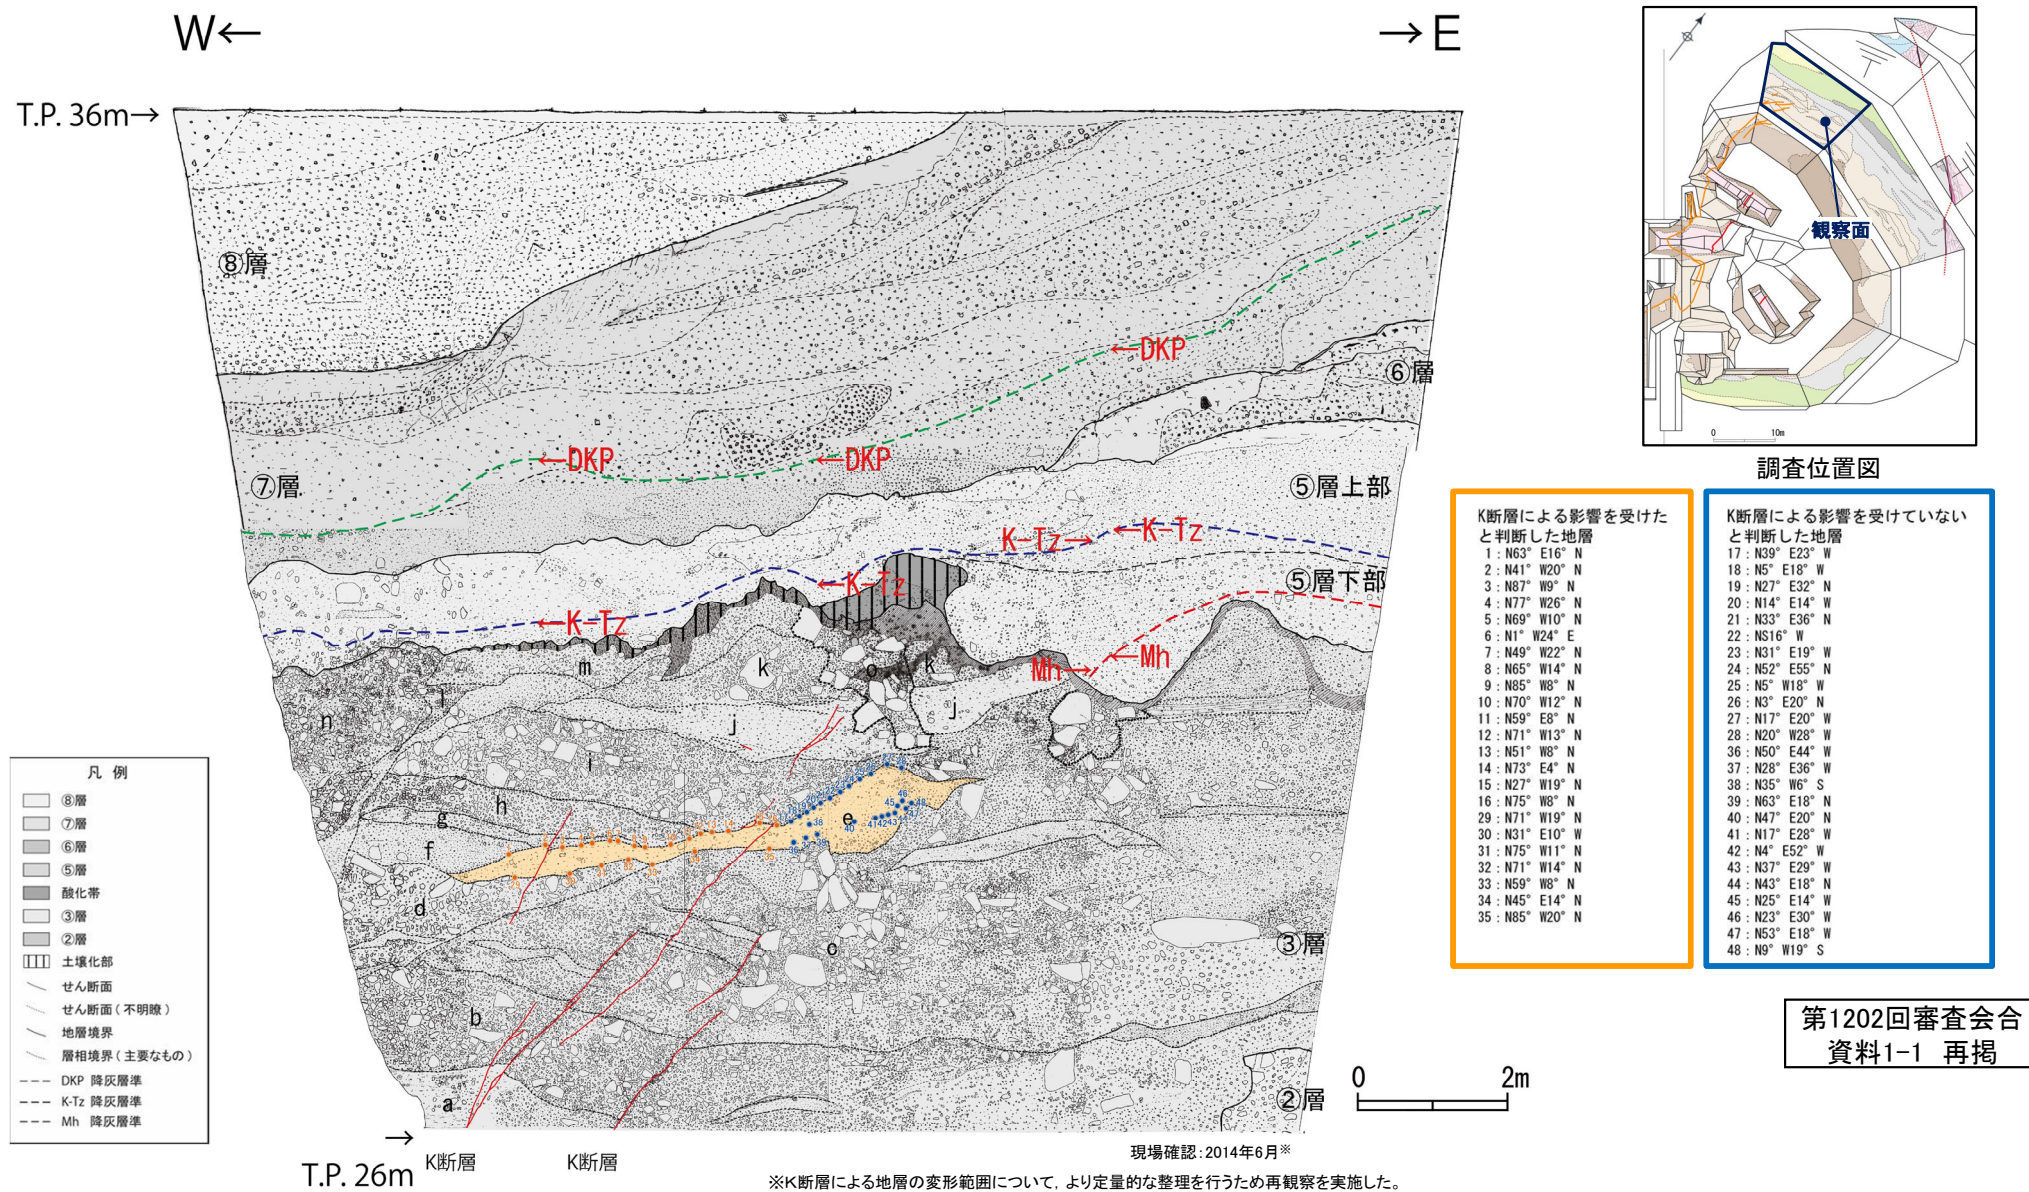 W←
→E
T.P. 36m→
⑧層
←DKP
⑥層
←DKP
←DKP
⑦層
⑤層上部
K-Tz→
←K-Tz
←K-Tz
⑤層下部
←K-Tz
Mh→
←Mh
m
k
o
k
l
n
j
j
i
h
g
e
f
d
c
③層
b
a
②層
→
T.P. 26m
K断層
K断層
0
2m
現場確認:2014年6月※
※K断層による地層の変形範囲について,より定量的な整理を行うため再観察を実施した。
凡 例
⑧層
⑦層
⑥層
⑤層
酸化帯
③層
②層
土壌化部
せん断面
せん断面(不明瞭)
地層境界
層相境界(主要なもの)
DKP 降灰層準
K-Tz 降灰層準
Mh 降灰層準
観察面
0
10m
調査位置図
K断層による影響を受けた
と判断した地層
1:N63° E16° N
2:N41° W20° N
3:N87° W9° N
4:N77° W26° N
5:N69° W10° N
6:N1° W24° E
7:N49° W22° N
8:N65° W14° N
9:N85° W8° N
10:N70° W12° N
11:N59° E8° N
12:N71° W13° N
13:N51° W8° N
14:N73° E4° N
15:N27° W19° N
16:N75° W8° N
29:N71° W19° N
30:N31° E10° W
31:N75° W11° N
32:N71° W14° N
33:N59° W8° N
34:N45° E14° N
35:N85° W20° N
K断層による影響を受けていない
と判断した地層
17:N39° E23° W
18:N5° E18° W
19:N27° E32° N
20:N14° E14° W
21:N33° E36° N
22:NS16° W
23:N31° E19° W
24:N52° E55° N
25:N5° W18° W
26:N3° E20° N
27:N17° E20° W
28:N20° W28° W
36:N50° E44° W
37:N28° E36° W
38:N35° W6° S
39:N63° E18° N
40:N47° E20° N
41:N17° E28° W
42:N4° E52° W
43:N37° E29° W
44:N43° E18° N
45:N25° E14° W
46:N23° E30° W
47:N53° E18° W
48:N9° W19° S
第1202回審査会合
資料1-1 再掲